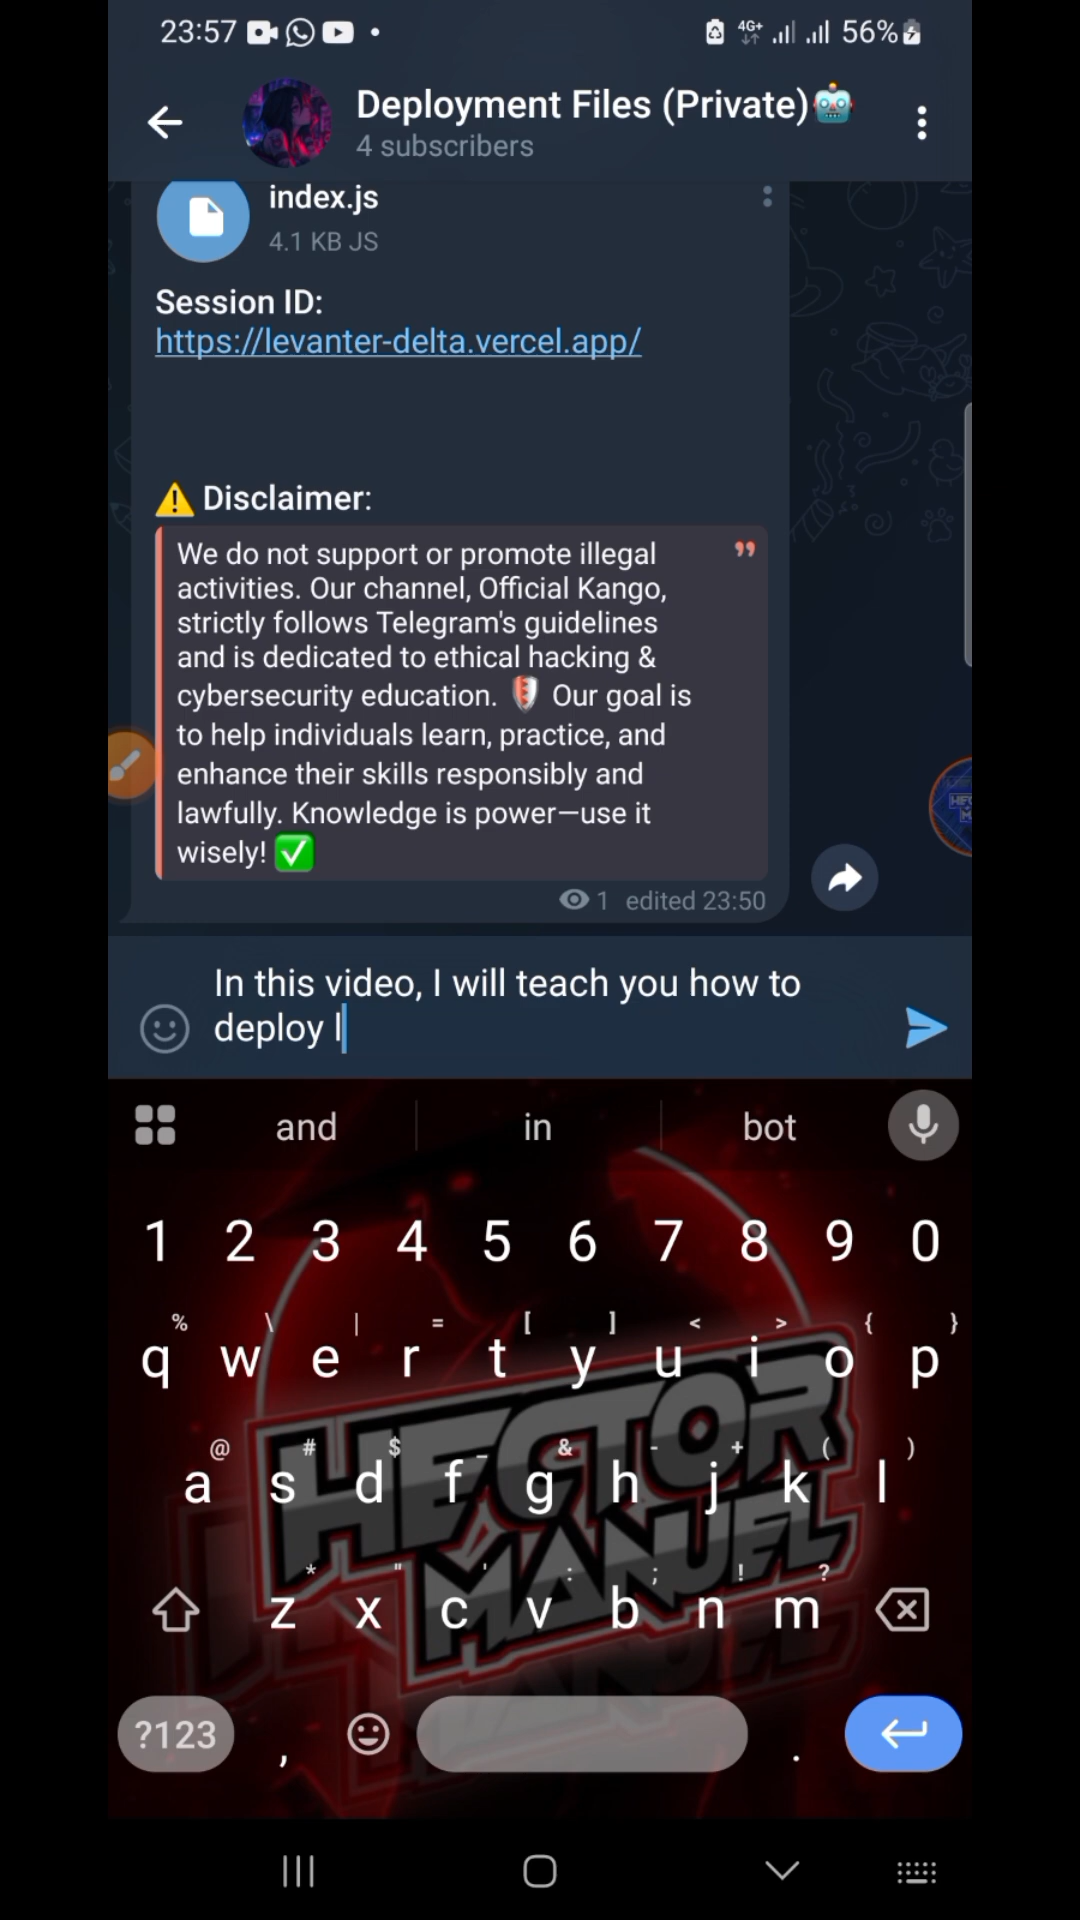 23:57
4G+
56%
Deployment Files (Private)🤖
4 subscribers
index.js
4.1 KB JS
Session ID:
https://levanter-delta.vercel.app/
⚠️ Disclaimer:
We do not support or promote illegal
activities. Our channel, Official Kango,
strictly follows Telegram's guidelines
and is dedicated to ethical hacking &
cybersecurity education. 🛡️ Our goal is
to help individuals learn, practice, and
enhance their skills responsibly and
lawfully. Knowledge is power—use it
wisely! ✅
1 edited 23:50
In this video, I will teach you how to
deploy l
and in bot
1 2 3 4 5 6 7 8 9 0
% \ | = [ ] < > { }
q w e r t y u i o p
@ # $ _ & - + ( )
a s d f g h j k l
* " ' : ; ! ?
z x c v b n m
?123 , .
HECTOR
MANUEL